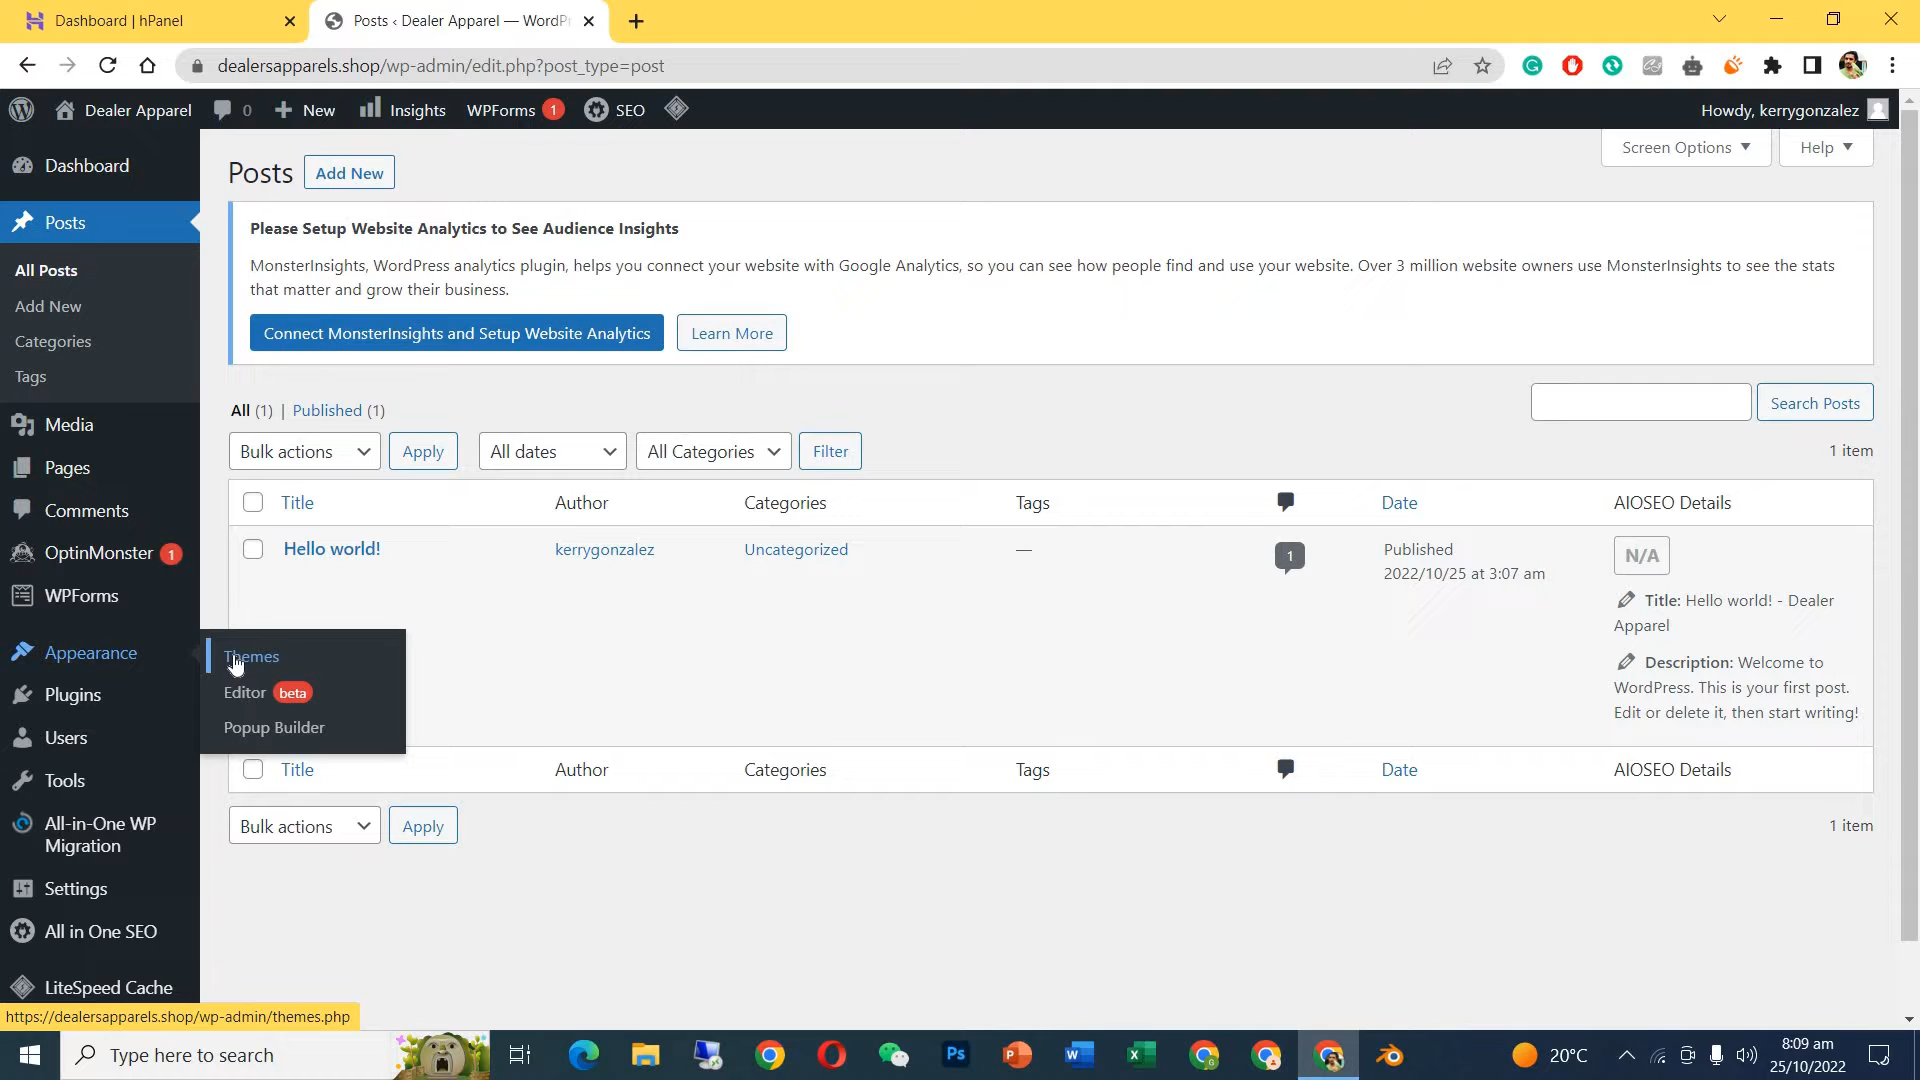 Dashboard | hPanel
Posts ‹ Dealer Apparel — WordP
dealersapparels.shop/wp-admin/edit.php?post_type=post
Dealer Apparel
0
New
Insights
WPForms 1
SEO
Howdy, kerrygonzalez
Screen Options
Help
Dashboard
Posts
All Posts
Add New
Categories
Tags
Media
Pages
Comments
OptinMonster 1
WPForms
Appearance
Themes
Editor beta
Popup Builder
Plugins
Users
Tools
All-in-One WP
Migration
Settings
All in One SEO
LiteSpeed Cache
Posts
Add New
Please Setup Website Analytics to See Audience Insights
MonsterInsights, WordPress analytics plugin, helps you connect your website with Google Analytics, so you can see how people find and use your website. Over 3 million website owners use MonsterInsights to see the stats
that matter and grow their business.
Connect MonsterInsights and Setup Website Analytics
Learn More
All (1) | Published (1)
Search Posts
Bulk actions
Apply
All dates
All Categories
Filter
1 item
Title Author Categories Tags Date AIOSEO Details
Hello world!
kerrygonzalez
Uncategorized
—
1
Published
2022/10/25 at 3:07 am
N/A
Title: Hello world! - Dealer
Apparel
Description: Welcome to
WordPress. This is your first post.
Edit or delete it, then start writing!
Title Author Categories Tags Date AIOSEO Details
Bulk actions
Apply
1 item
https://dealersapparels.shop/wp-admin/themes.php
Type here to search
Ps
20°C
8:09 am
25/10/2022